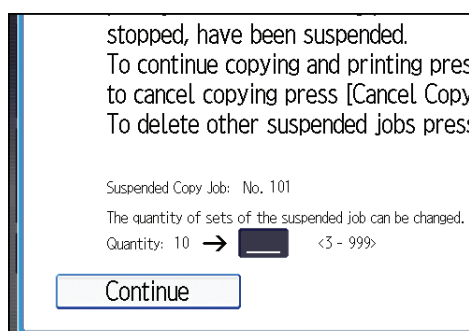 stopped, have been suspended.
To continue copying and printing pres
to cancel copying press [Cancel Copy
To delete other suspended jobs press
Suspended Copy Job: No. 101
The quantity of sets of the suspended job can be changed.
Quantity: 10 → <3 - 999>
Continue